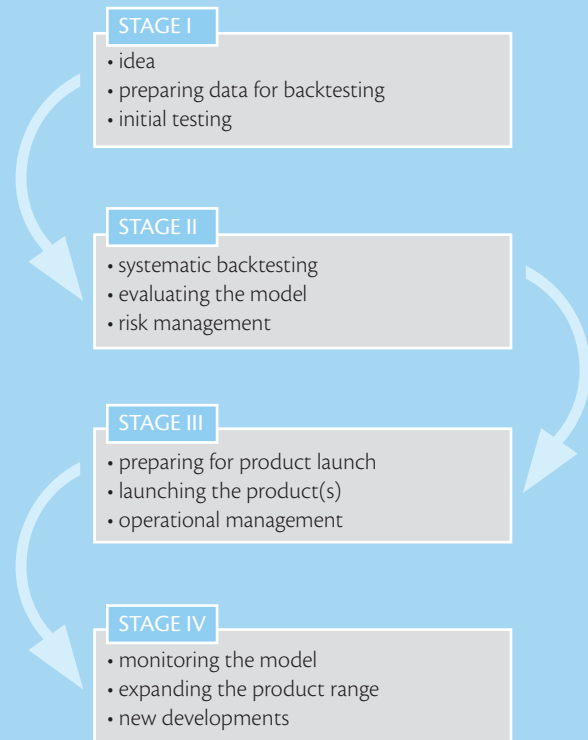 STAGE I
• idea
• preparing data for backtesting
• initial testing
STAGE II
• systematic backtesting
• evaluating the model
• risk management
STAGE III
• preparing for product launch
• launching the product(s)
• operational management
STAGE IV
• monitoring the model
• expanding the product range
• new developments